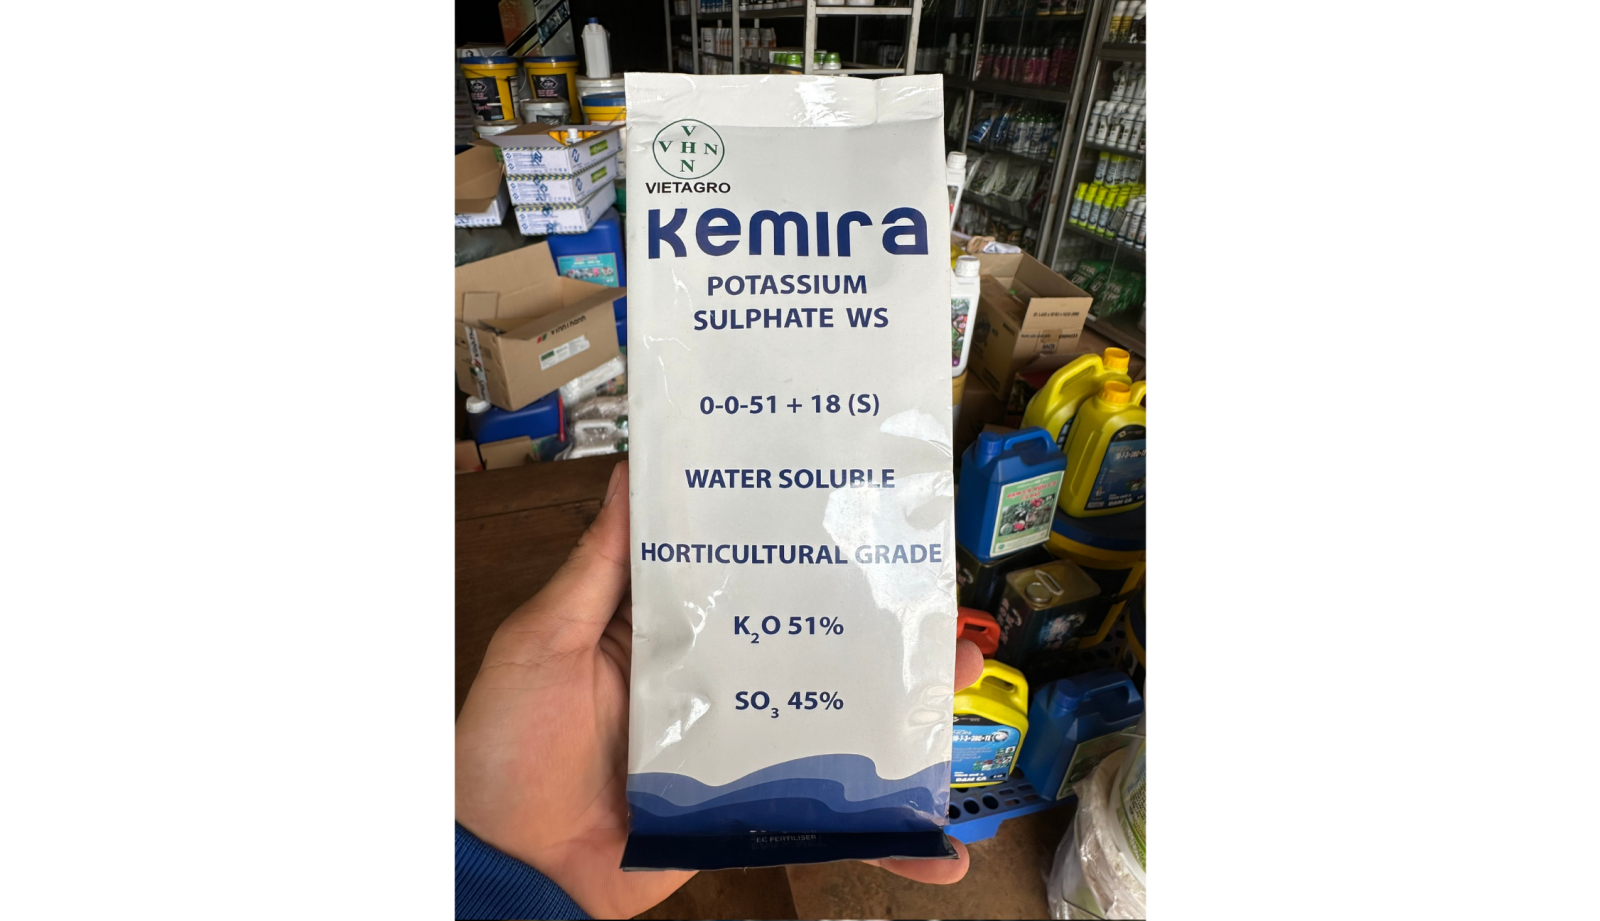 V
V H N
N
VIETAGRO
Kemira
POTASSIUM
SULPHATE WS
0-0-51 + 18 (S)
WATER SOLUBLE
HORTICULTURAL GRADE
K2O 51%
SO3 45%
EC FERTILISER